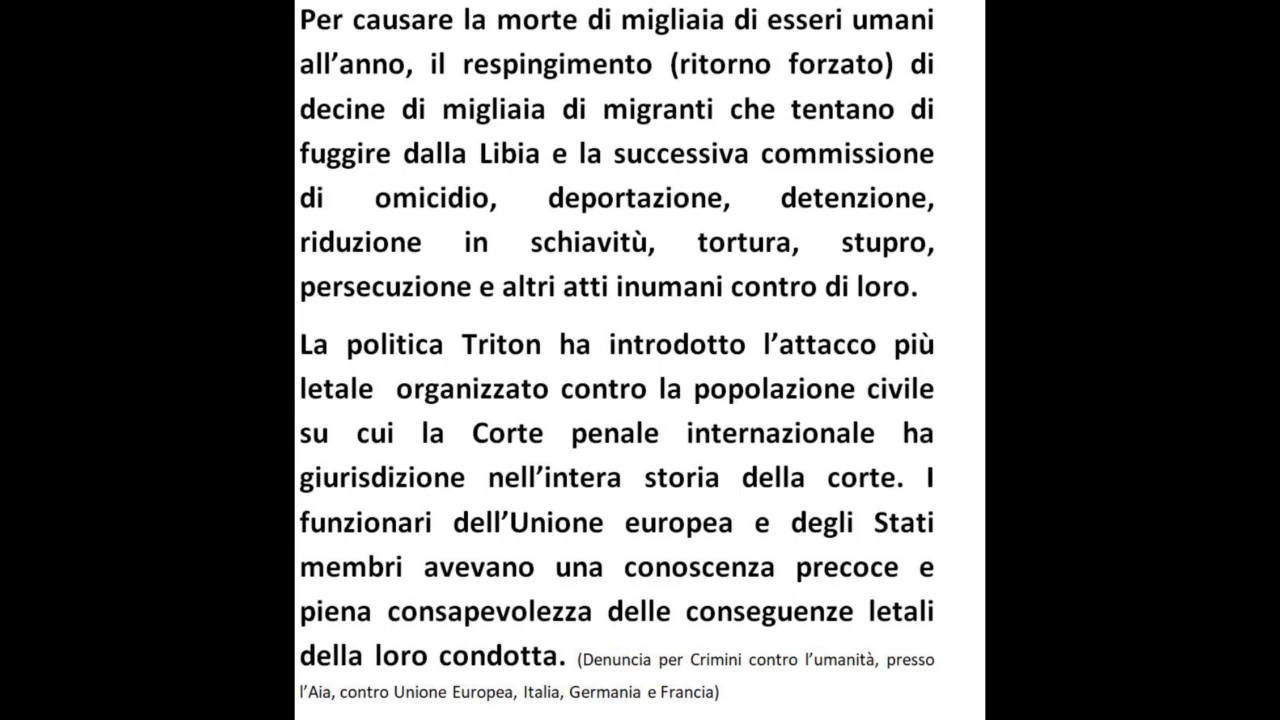 Per causare la morte di migliaia di esseri umani
all’anno, il respingimento (ritorno forzato) di
decine di migliaia di migranti che tentano di
fuggire dalla Libia e la successiva commissione
di omicidio, deportazione, detenzione,
riduzione in schiavitù, tortura, stupro,
persecuzione e altri atti inumani contro di loro.
La politica Triton ha introdotto l’attacco più
letale organizzato contro la popolazione civile
su cui la Corte penale internazionale ha
giurisdizione nell’intera storia della corte. I
funzionari dell’Unione europea e degli Stati
membri avevano una conoscenza precoce e
piena consapevolezza delle conseguenze letali
della loro condotta. (Denuncia per Crimini contro l’umanità, presso
l’Aia, contro Unione Europea, Italia, Germania e Francia)